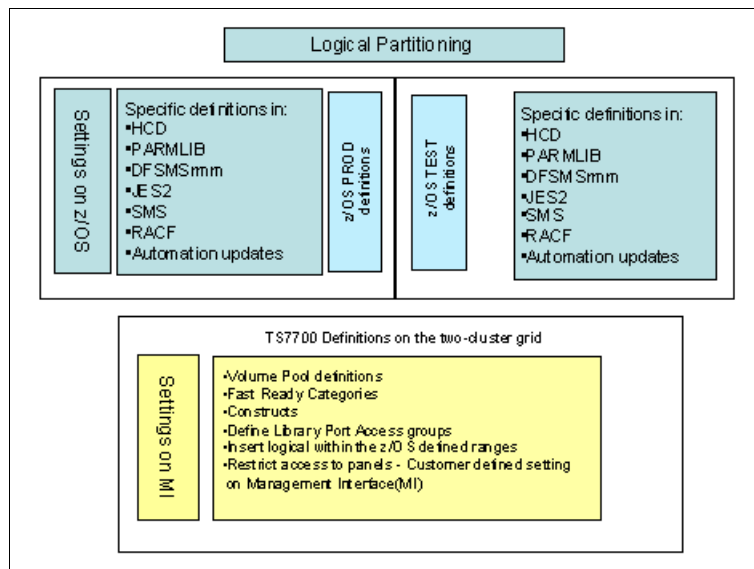 Logical Partitioning
Settings on z/OS
Specific definitions in:
▪HCD
▪PARMLIB
▪DFSMSrmm
▪JES2
▪SMS
▪RACF
▪Automation updates
z/OS PROD
definitions
z/OS TEST
definitions
Specific definitions in:
▪HCD
▪PARMLIB
▪DFSMSrmm
▪JES2
▪SMS
▪RACF
▪Automation updates
TS7700 Definitions on the two-cluster grid
Settings on MI
•Volume Pool definitions
•Fast Ready Categories
•Constructs
•Define Library Port Access groups
•Insert logical within the z/OS defined ranges
•Restrict access to panels - Customer defined setting
on Management Interface(MI)